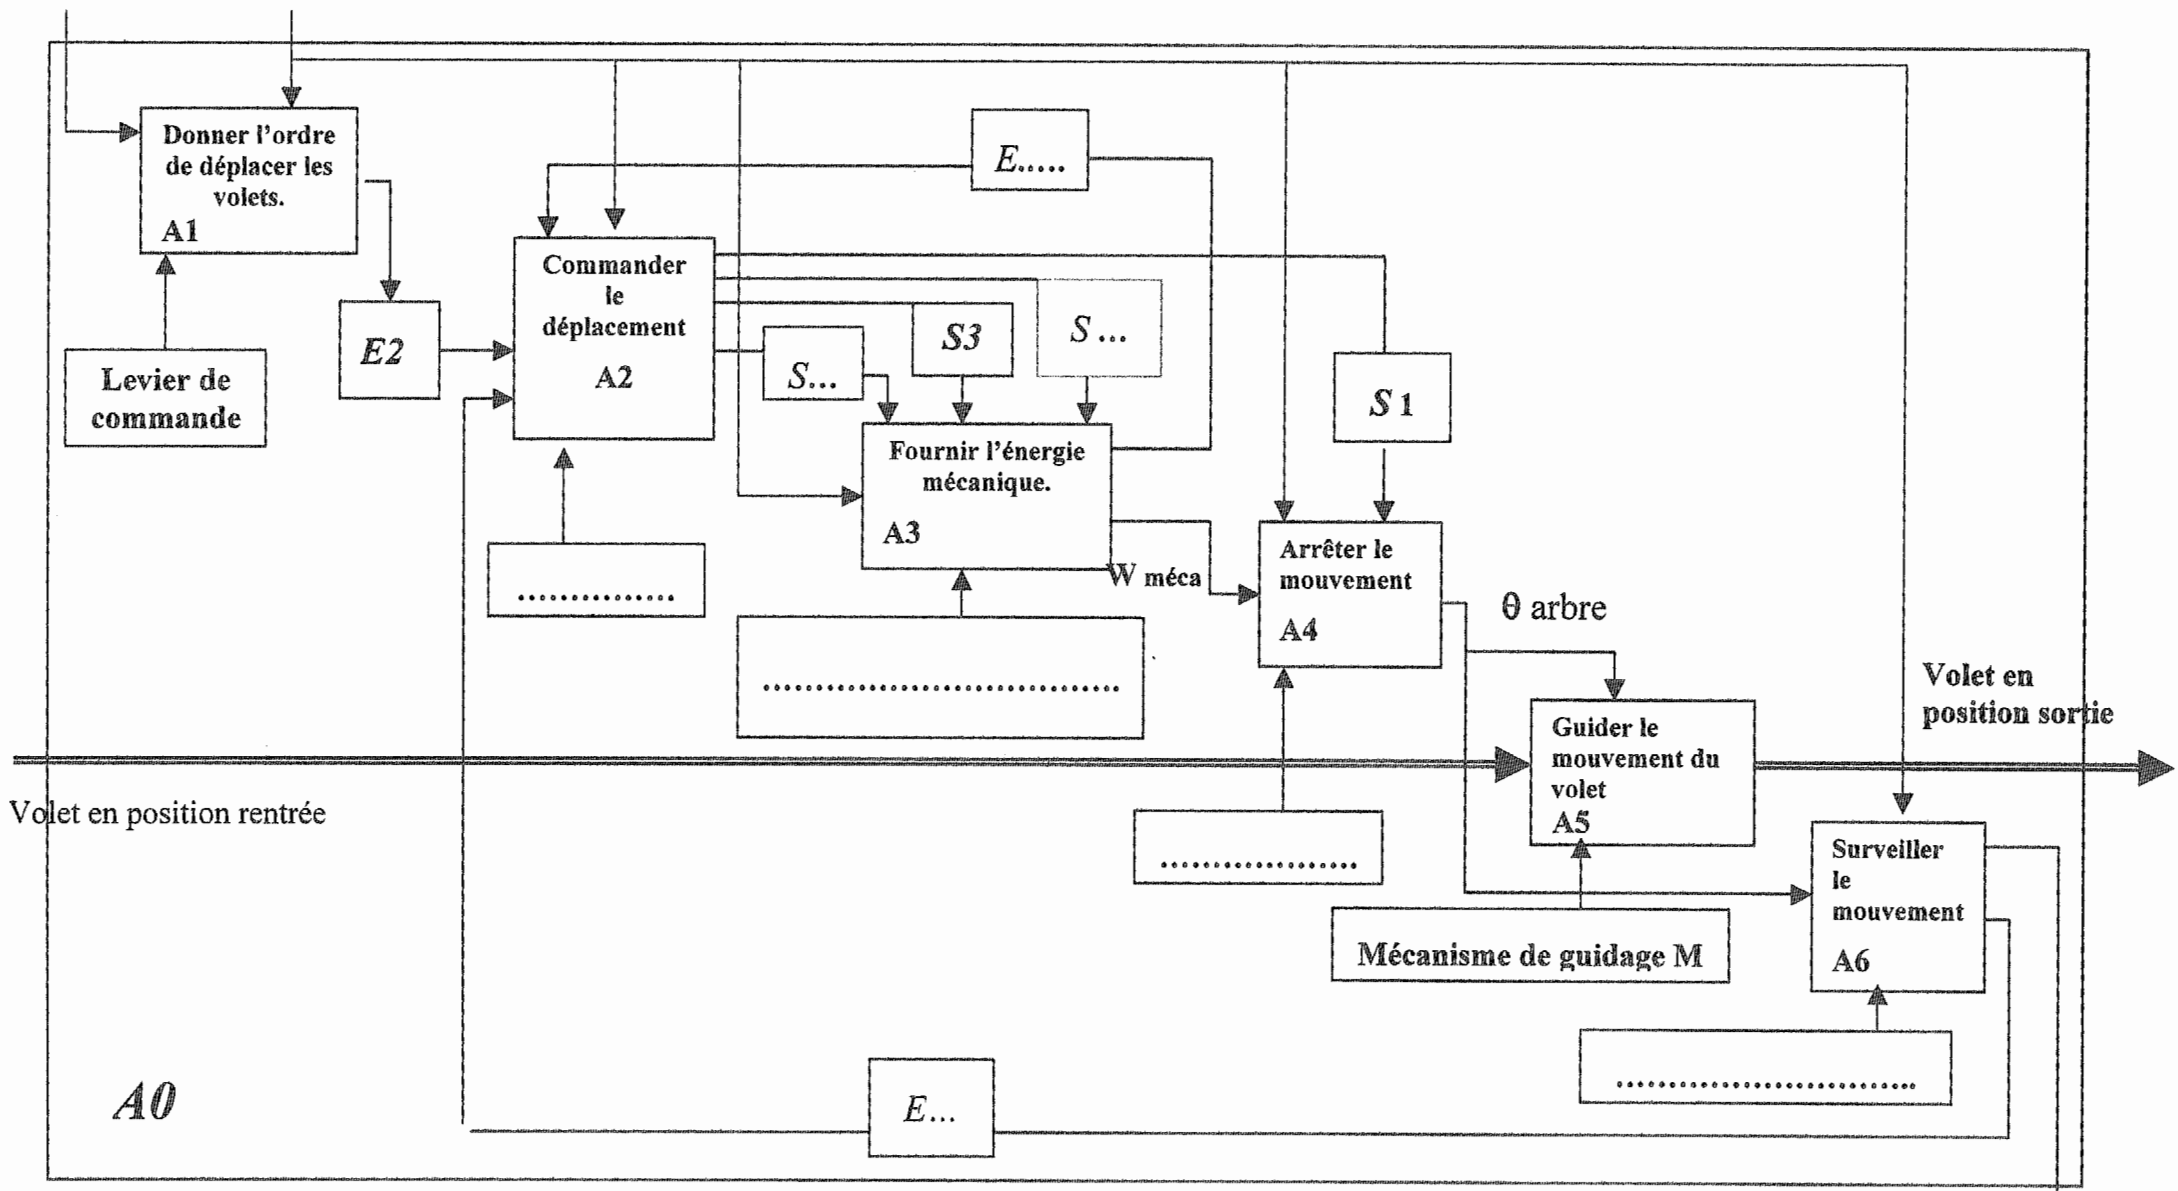 Donner l'ordre
de déplacer les
volets.
A1
Levier de
commande
E2
Commander
le
déplacement
A2
E.....
S...
S3
S ...
S 1
Fournir l'énergie
mécanique.
A3
W méca
...............
..................................
Arrêter le
mouvement
A4
θ arbre
Volet en
position sortie
Guider le
mouvement du
volet
A5
Volet en position rentrée
...................
Mécanisme de guidage M
Surveiller
le
mouvement
A6
.............................
E...
A0